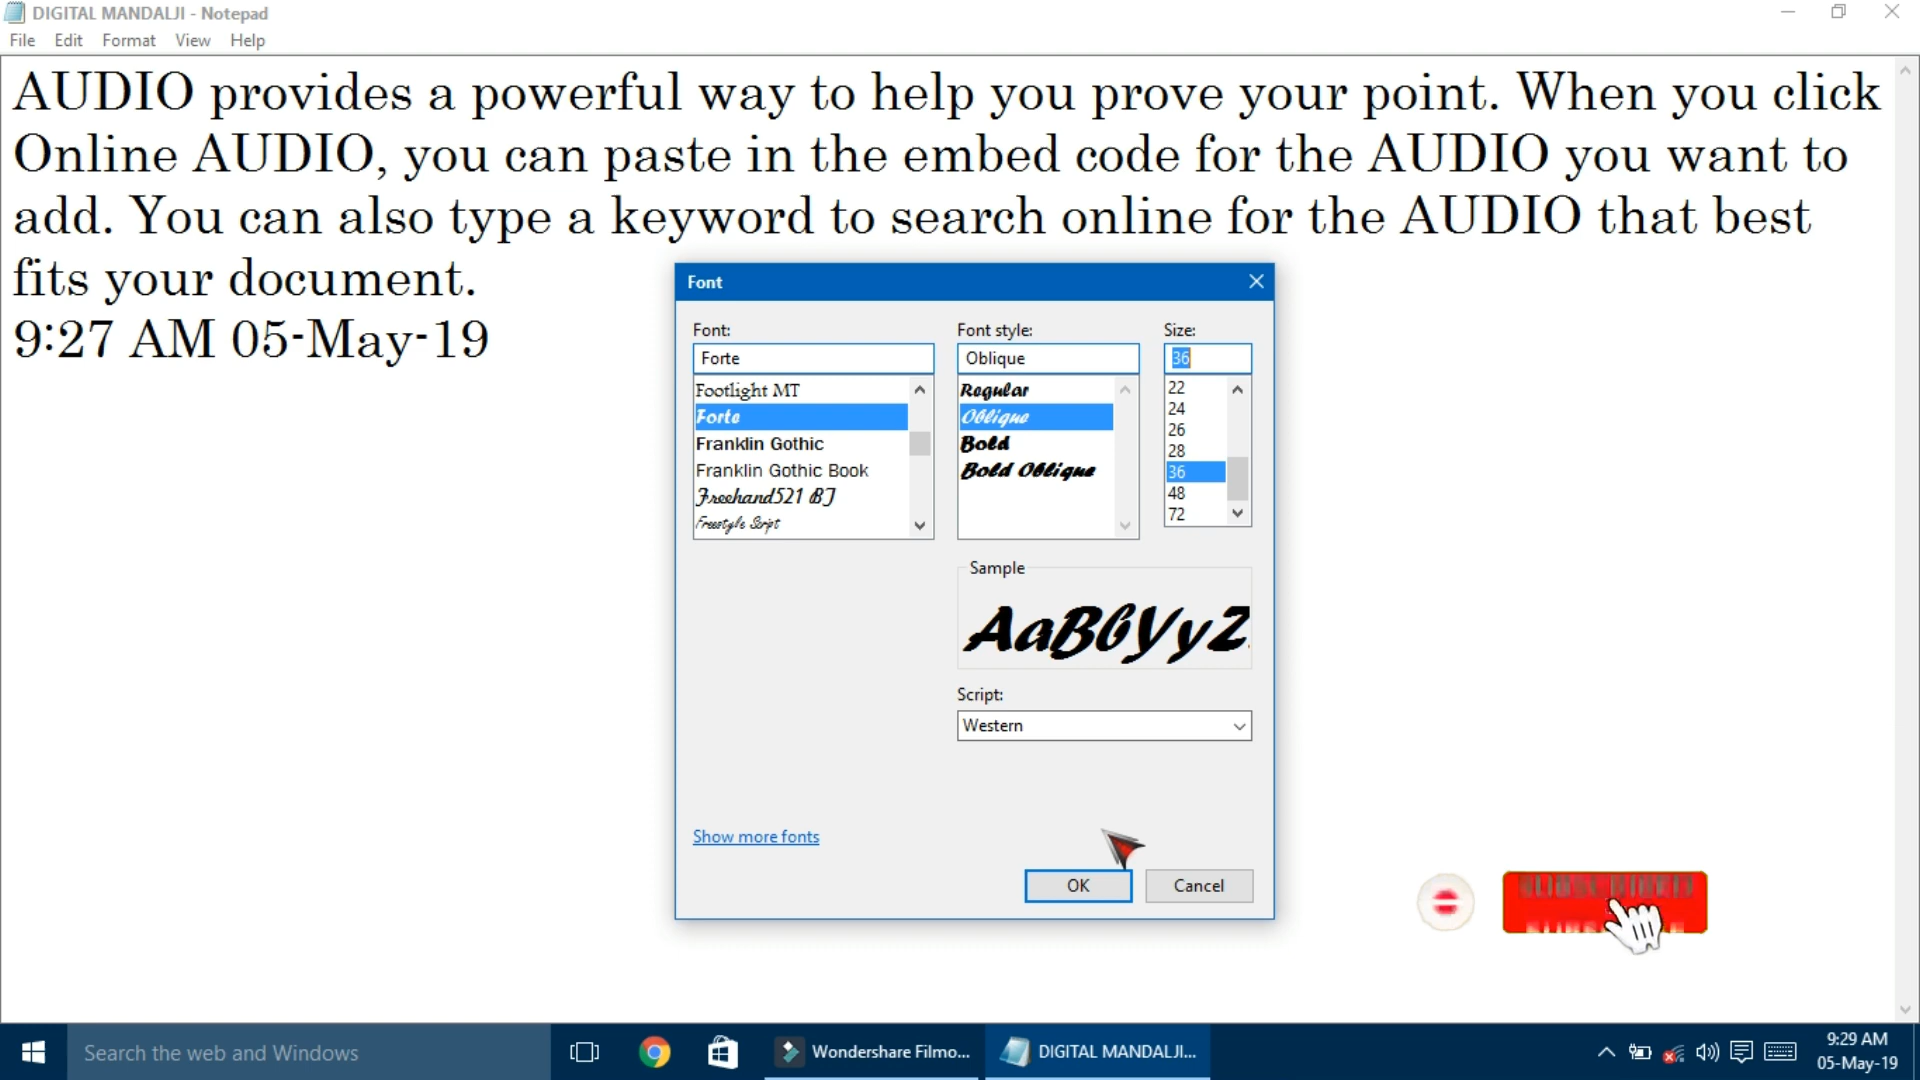 DIGITAL MANDALJI - Notepad
File Edit Format View Help
AUDIO provides a powerful way to help you prove your point. When you click
Online AUDIO, you can paste in the embed code for the AUDIO you want to
add. You can also type a keyword to search online for the AUDIO that best
fits your document.
9:27 AM 05-May-19
Font
Font: Font style: Size:
Forte Oblique 36
Footlight MT
Forte
Franklin Gothic
Franklin Gothic Book
Freehand521 BT
Freestyle Script
Regular
Oblique
Bold
Bold Oblique
22
24
26
28
36
48
72
Sample
AaBbYyZ
Script:
Western
Show more fonts
OK Cancel
Search the web and Windows
Wondershare Filmo...
DIGITAL MANDALJI...
9:29 AM
05-May-19